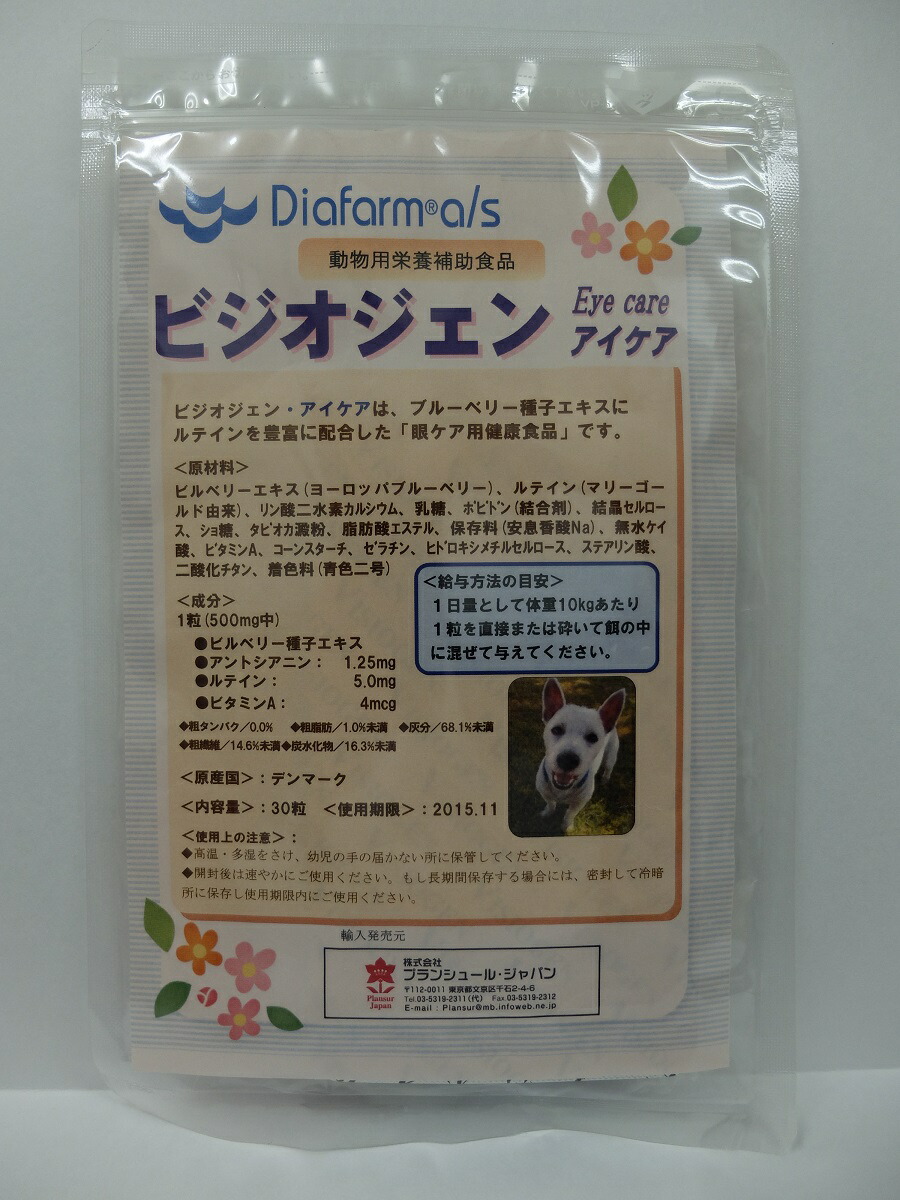 Diafarm®a/s
動物用栄養補助食品
ビジオジェン
Eye care
アイケア
ビジオジェン・アイケアは、ブルーベリー種子エキスに
ルテインを豊富に配合した「眼ケア用健康食品」です。
＜原材料＞
ビルベリーエキス(ヨーロッパブルーベリー)、ルテイン(マリーゴー
ルド由来)、リン酸二水素カルシウム、乳糖、ポビドン(結合剤)、結晶セルロー
ス、ショ糖、タピオカ澱粉、脂肪酸エステル、保存料(安息香酸Na)、無水ケイ
酸、ビタミンA、コーンスターチ、ゼラチン、ヒドロキシメチルセルロース、ステアリン酸、
二酸化チタン、着色料(青色二号)
＜給与方法の目安＞
１日量として体重10kgあたり
１粒を直接または砕いて餌の中
に混ぜて与えてください。
＜成分＞
1粒(500mg中)
●ビルベリー種子エキス
●アントシアニン： 1.25mg
●ルテイン： 5.0mg
●ビタミンA： 4mcg
◆粗タンパク／0.0% ◆粗脂肪／1.0%未満 ◆灰分／68.1%未満
◆粗繊維／14.6%未満◆炭水化物／16.3%未満
＜原産国＞：デンマーク
＜内容量＞：30粒 ＜使用期限＞：2015.11
＜使用上の注意＞：
◆高温・多湿をさけ、幼児の手の届かない所に保管してください。
◆開封後は速やかにご使用ください。もし長期間保存する場合には、密封して冷暗
所に保存し使用期限内にご使用ください。
輸入発売元
Plansur
Japan
株式会社
プランシュール・ジャパン
〒112-0011 東京都文京区千石2-4-6
Tel.03-5319-2311(代) Fax.03-5319-2312
E-mail : Plansur@mb.infoweb.ne.jp